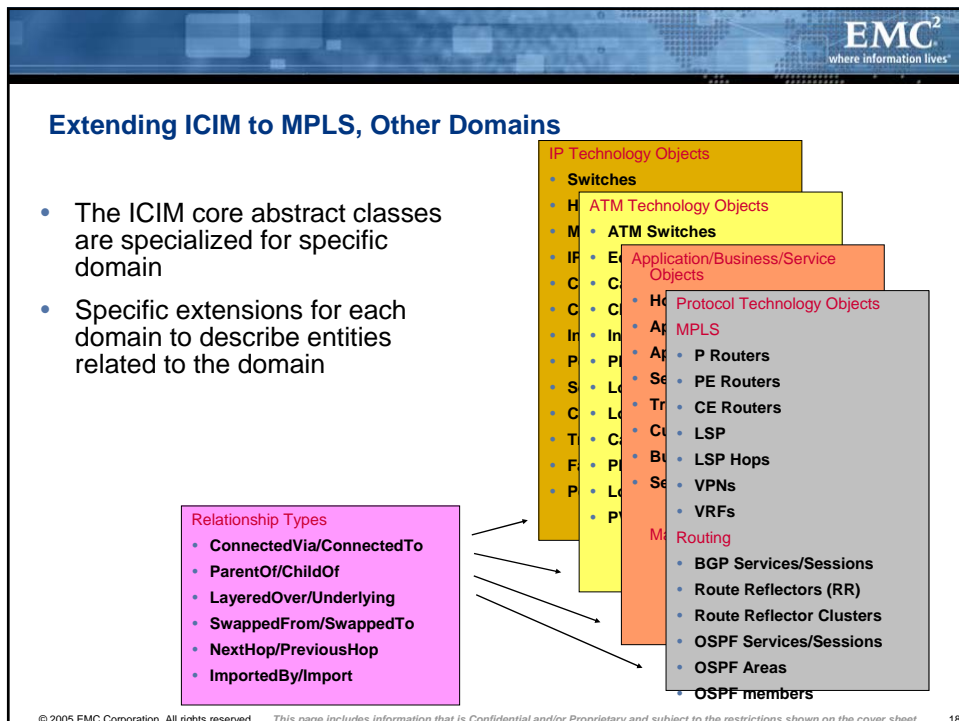 EMC²
where information lives
Extending ICIM to MPLS, Other Domains
• The ICIM core abstract classes
are specialized for specific
domain
• Specific extensions for each
domain to describe entities
related to the domain
Relationship Types
• ConnectedVia/ConnectedTo
• ParentOf/ChildOf
• LayeredOver/Underlying
• SwappedFrom/SwappedTo
• NextHop/PreviousHop
• ImportedBy/Import
IP Technology Objects
• Switches
ATM Technology Objects
• ATM Switches
Application/Business/Service
Objects
Protocol Technology Objects
MPLS
• P Routers
• PE Routers
• CE Routers
• LSP
• LSP Hops
• VPNs
• VRFs
Routing
• BGP Services/Sessions
• Route Reflectors (RR)
• Route Reflector Clusters
• OSPF Services/Sessions
• OSPF Areas
• OSPF members
© 2005 EMC Corporation. All rights reserved. This page includes information that is Confidential and/or Proprietary and subject to the restrictions shown on the cover sheet. 18